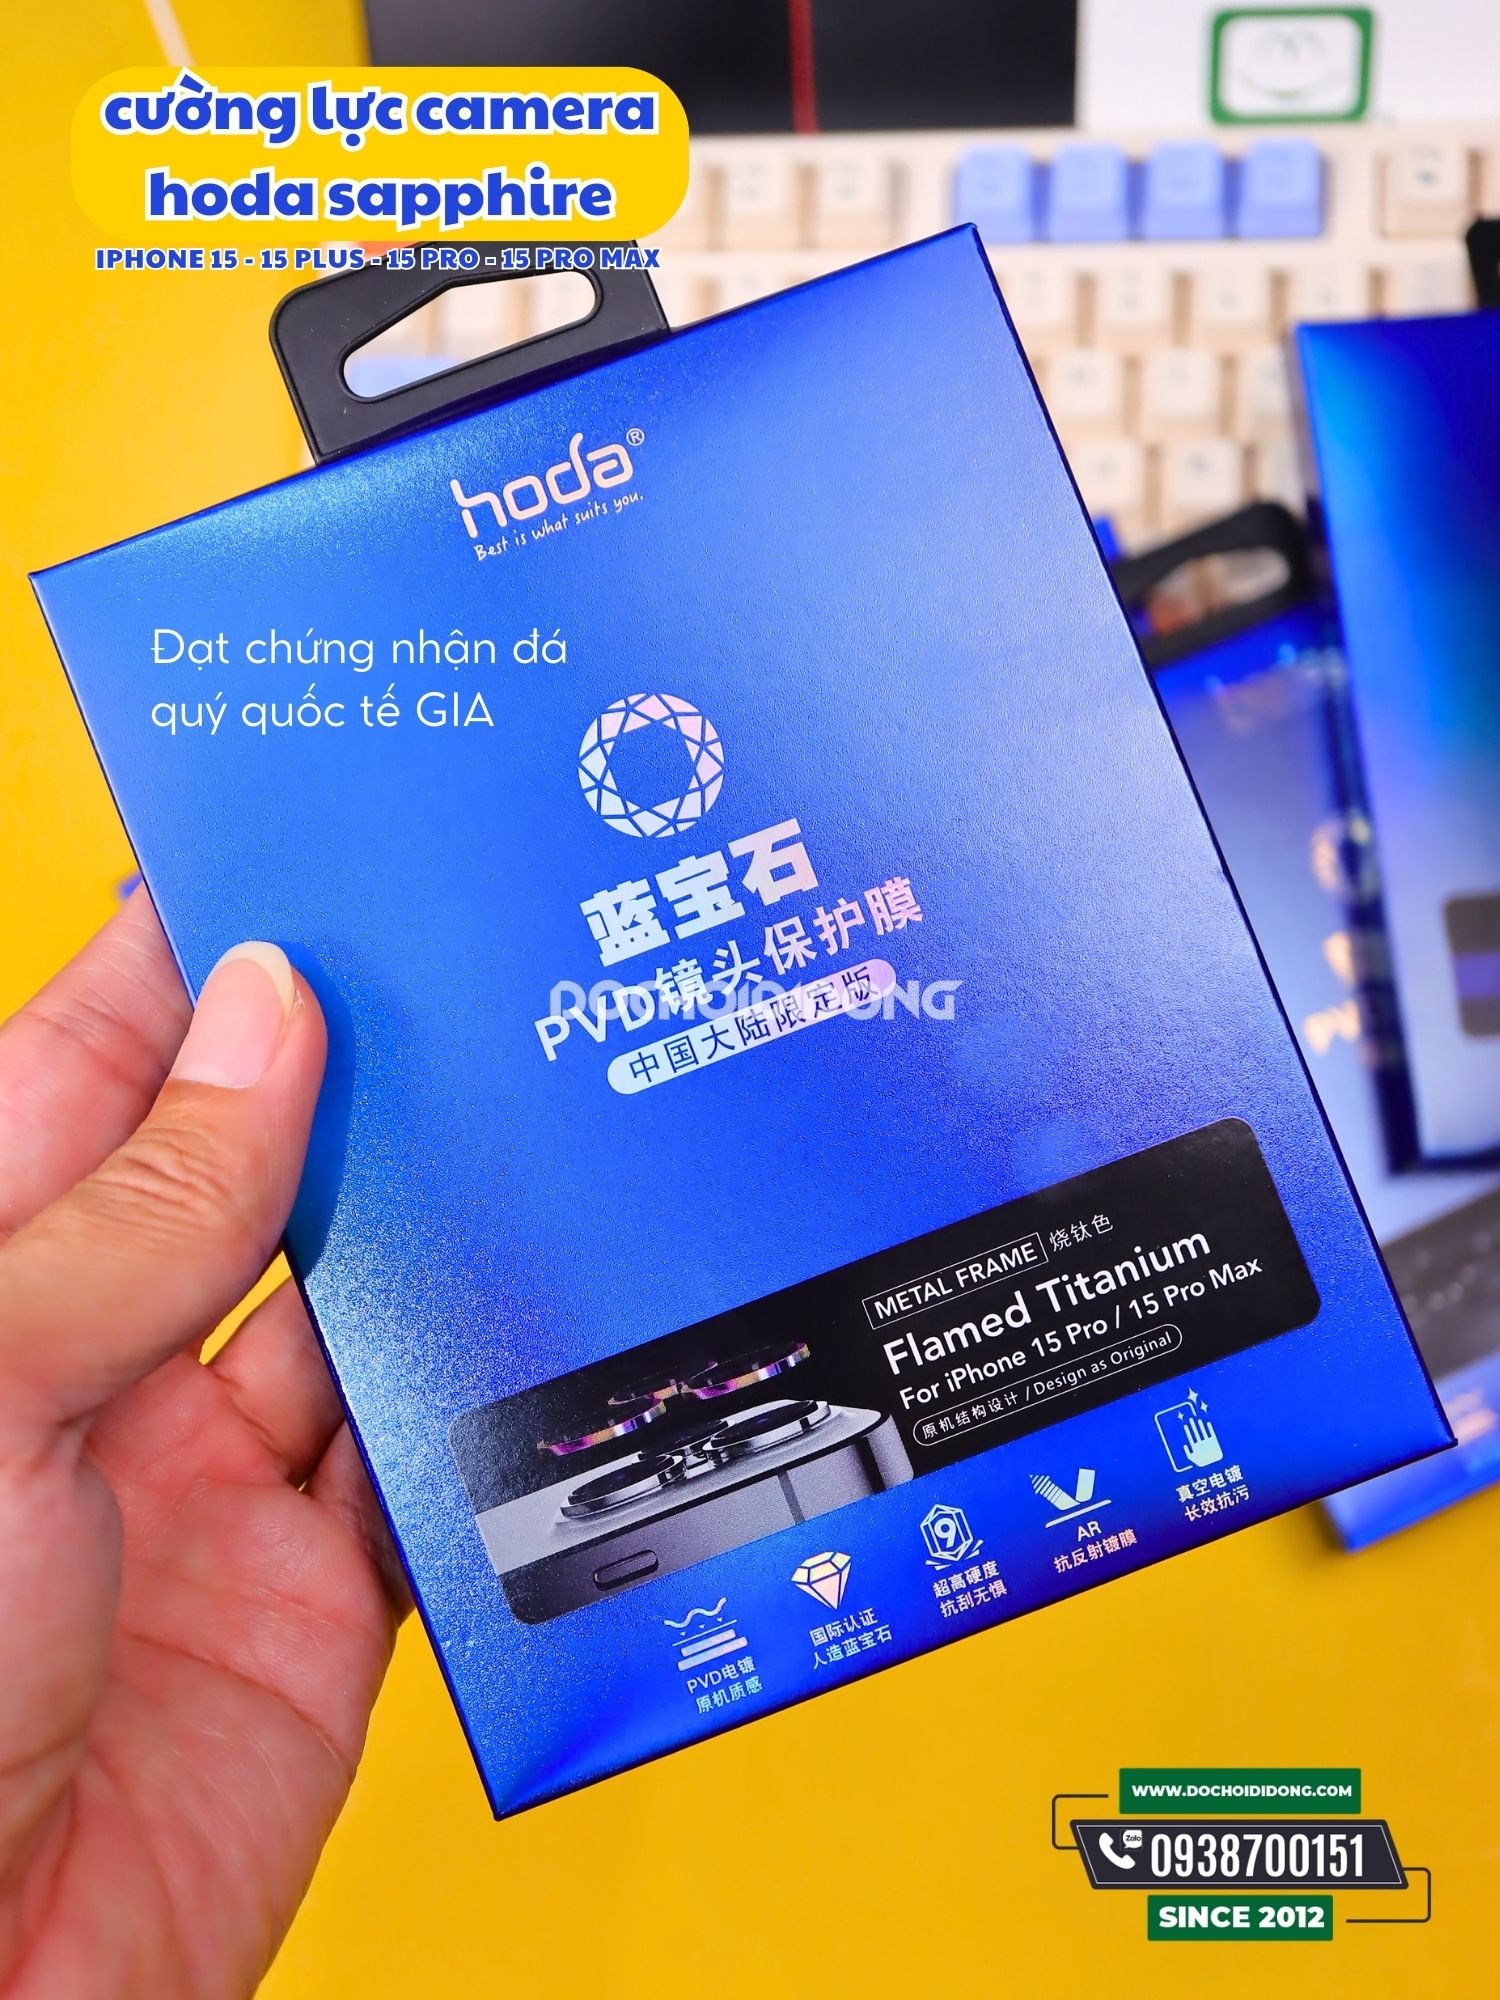 cường lực camera
hoda sapphire
IPHONE 15 - 15 PLUS - 15 PRO - 15 PRO MAX
hoda®
Best is what suits you.
Đạt chứng nhận đá
quý quốc tế GIA
蓝宝石
PVD镜头保护膜
DOCHOIDIDONG
中国大陆限定版
METAL FRAME 烧钛色
Flamed Titanium
For iPhone 15 Pro / 15 Pro Max
原机结构设计 / Design as Original
PVD电镀
原机质感
国际认证
人造蓝宝石
9
超高硬度
抗刮无惧
AR
抗反射镀膜
真空电镀
长效抗污
WWW.DOCHOIDIDONG.COM
Zalo
0938700151
SINCE 2012